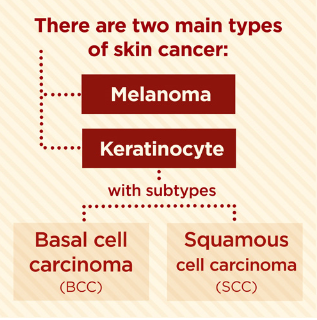 There are two main types
of skin cancer:
Melanoma
Keratinocyte
with subtypes
Basal cell
carcinoma
(BCC)
Squamous
cell carcinoma
(SCC)